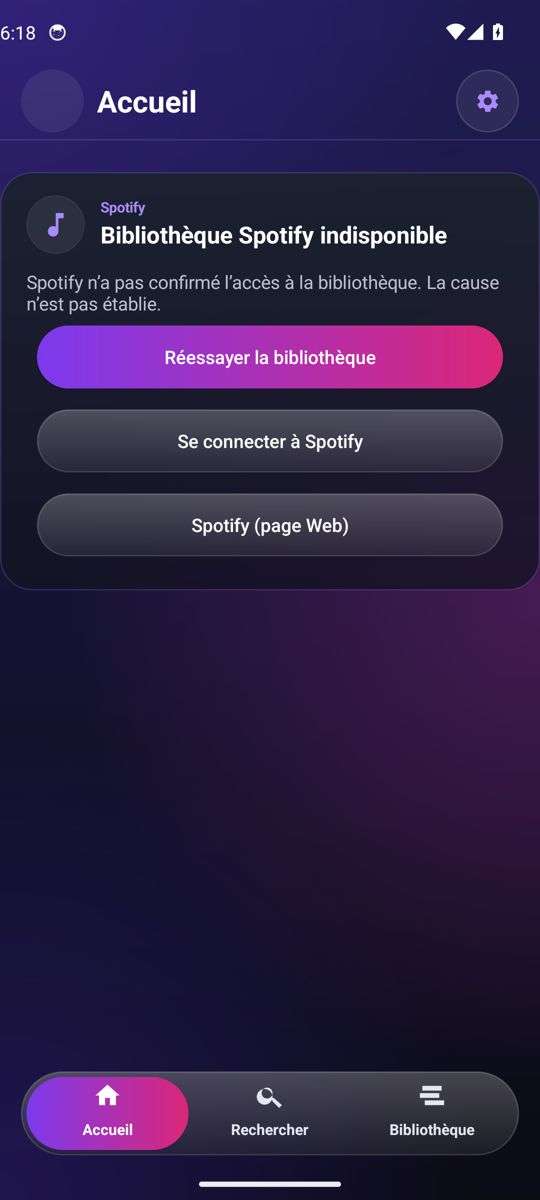 6:18
Accueil
Spotify
Bibliothèque Spotify indisponible
Spotify n’a pas confirmé l’accès à la bibliothèque. La cause
n’est pas établie.
Réessayer la bibliothèque
Se connecter à Spotify
Spotify (page Web)
Accueil
Rechercher
Bibliothèque